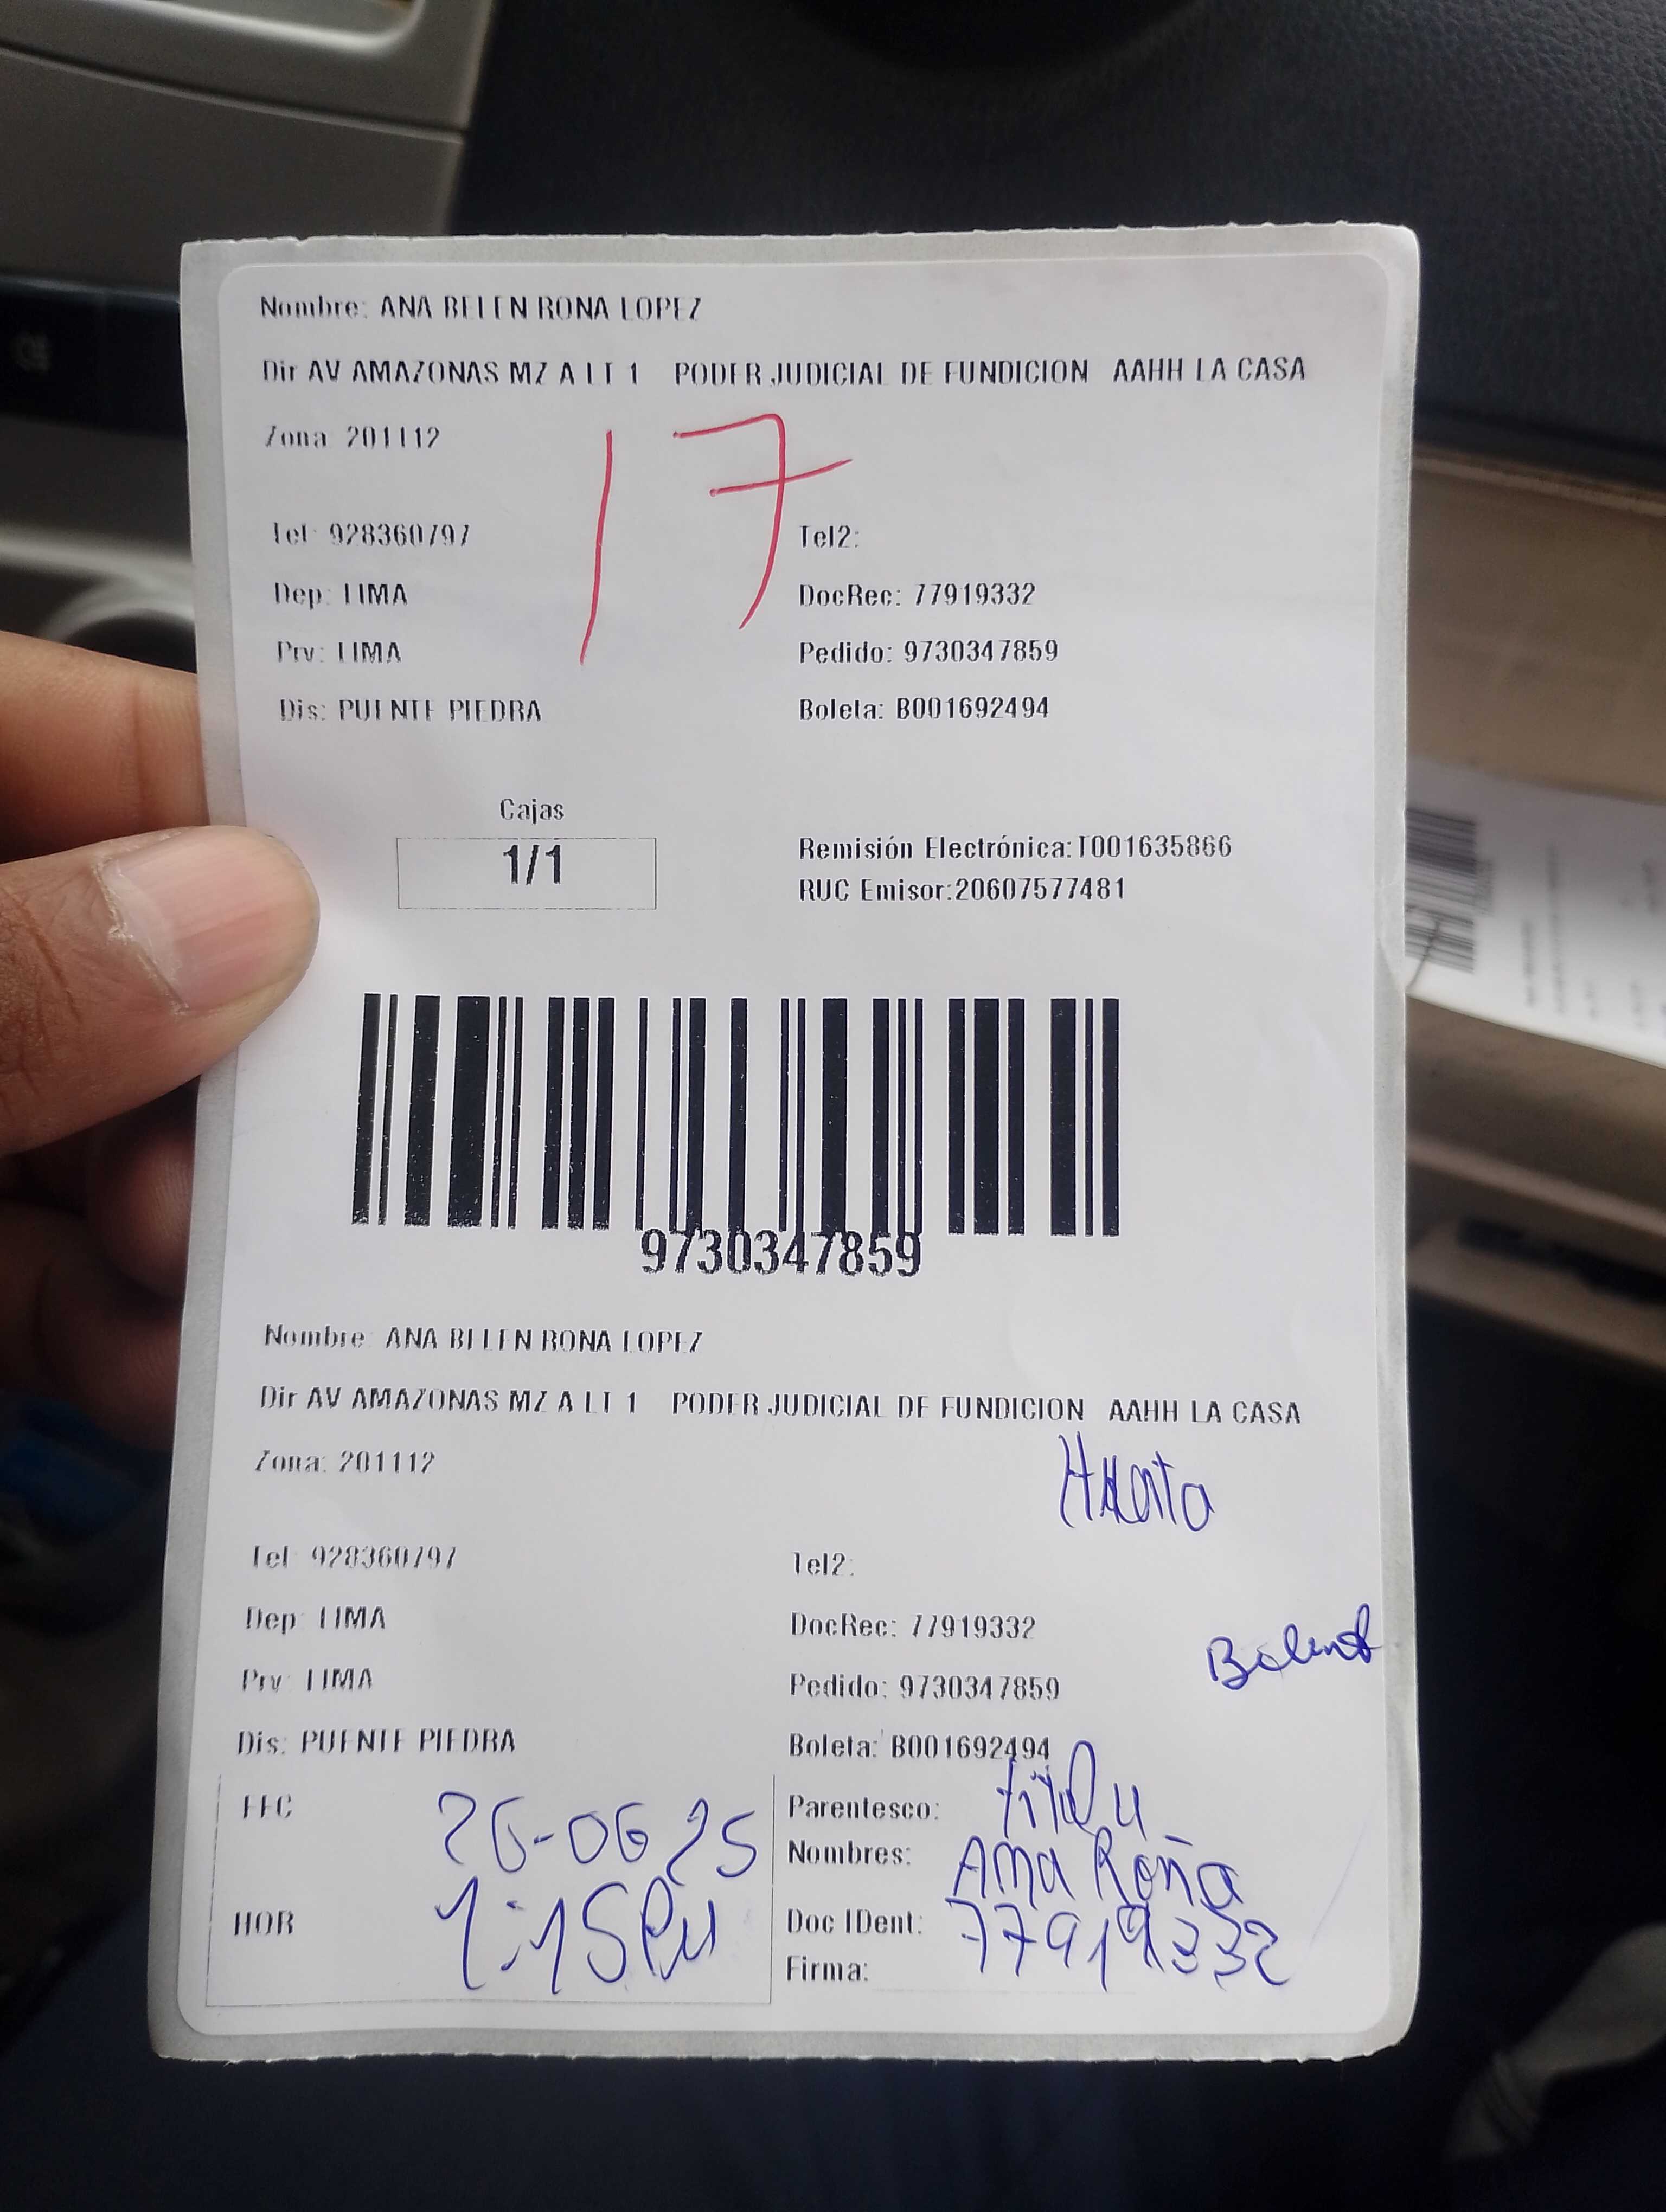 Nombre: ANA BELEN RONA LOPEZ
Dir AV AMAZONAS MZ A LT 1 PODER JUDICIAL DE FUNDICION AAHH LA CASA
Zona 201112
17
Tel: 928360797 Tel2:
Dep: LIMA DocRec: 77919332
Prv: LIMA Pedido: 9730347859
Dis: PUENTE PIEDRA Boleta: B001692494
Cajas
1/1
Remisión Electrónica:T001635866
RUC Emisor:20607577481
9730347859
Nombre: ANA BELEN RONA LOPEZ
Dir AV AMAZONAS MZ A LT 1 PODER JUDICIAL DE FUNDICION AAHH LA CASA
Zona: 201112
Tel: 928360797 Tel2:
Dep: LIMA DocRec: 77919332
Prv: LIMA Pedido: 9730347859
Dis: PUENTE PIEDRA Boleta: B001692494
FEC 26-06 25
HOR 1:15 PM
Parentesco:
Nombres: Ana Roña
Doc IDent: 77919332
Firma: